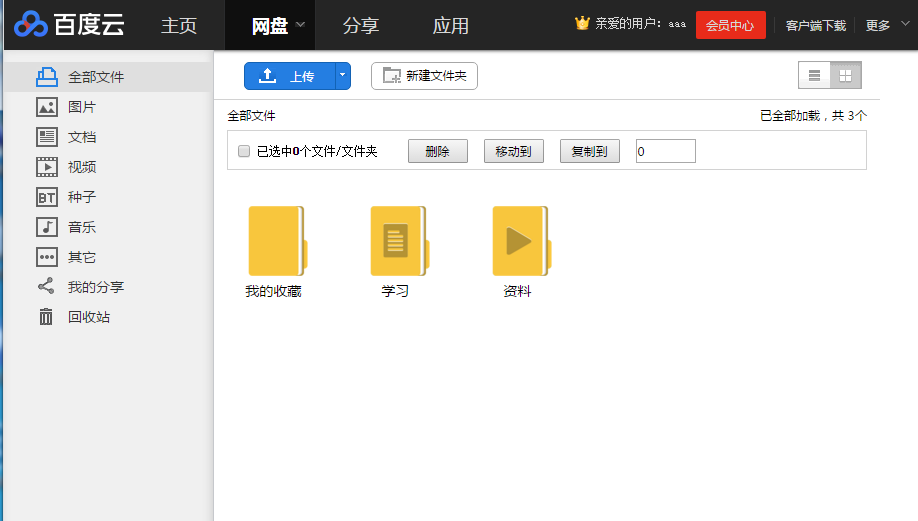 百度云 主页 网盘 分享 应用 亲爱的用户：aaa 会员中心 客户端下载 更多
全部文件
图片
文档
视频
BT 种子
音乐
其它
我的分享
回收站
上传 新建文件夹
全部文件 已全部加载，共 3个
已选中0个文件/文件夹 删除 移动到 复制到 0
我的收藏 学习 资料